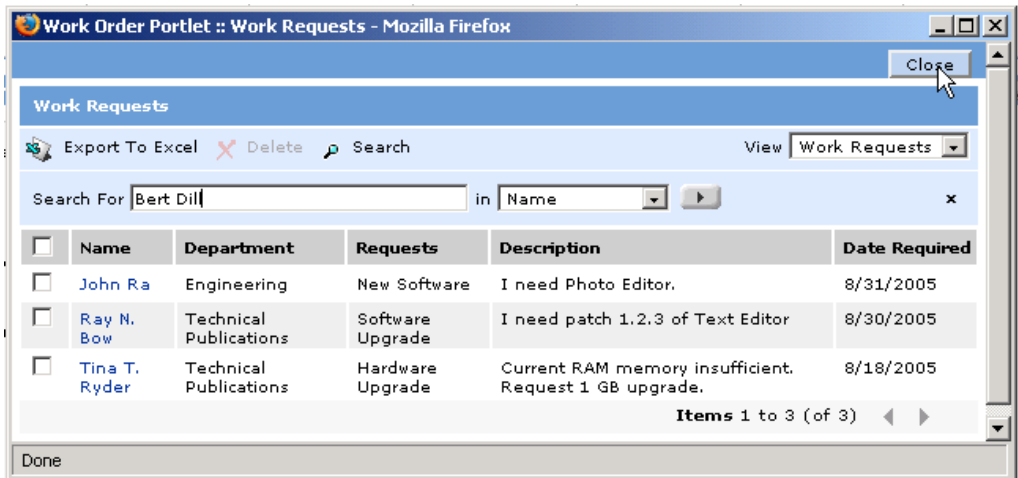 Work Order Portlet :: Work Requests - Mozilla Firefox
Close
Work Requests
Export To Excel Delete Search View Work Requests
Search For Bert Dill in Name x
Name Department Requests Description Date Required
John Ra Engineering New Software I need Photo Editor. 8/31/2005
Ray N. Technical Software I need patch 1.2.3 of Text Editor 8/30/2005
Bow Publications Upgrade
Tina T. Technical Hardware Current RAM memory insufficient. 8/18/2005
Ryder Publications Upgrade Request 1 GB upgrade.
Items 1 to 3 (of 3)
Done